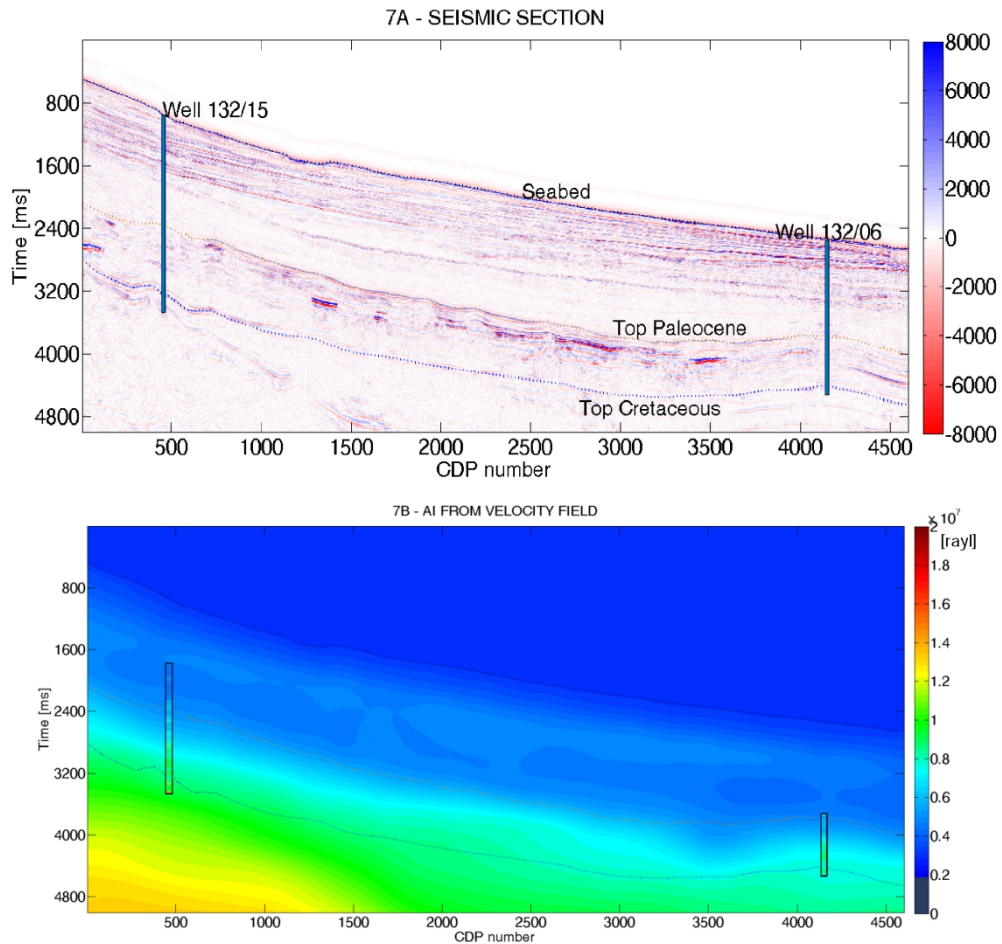 7A - SEISMIC SECTION
Time [ms]
800
1600
2400
3200
4000
4800
Well 132/15
Seabed
Well 132/06
Top Paleocene
Top Cretaceous
500 1000 1500 2000 2500 3000 3500 4000 4500
CDP number
8000
6000
4000
2000
0
-2000
-4000
-6000
-8000
7B - AI FROM VELOCITY FIELD
Time [ms]
800
1600
2400
3200
4000
4800
500 1000 1500 2000 2500 3000 3500 4000 4500
CDP number
x 10⁷
2
[rayl]
1.8
1.6
1.4
1.2
1
0.8
0.6
0.4
0.2
0